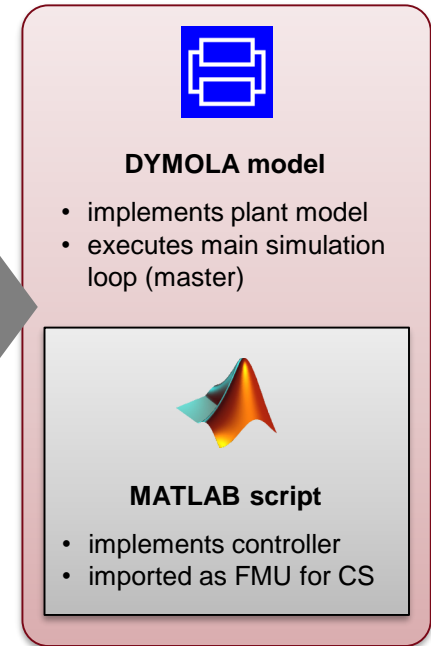 DYMOLA model
• implements plant model
• executes main simulation
loop (master)
MATLAB script
• implements controller
• imported as FMU for CS